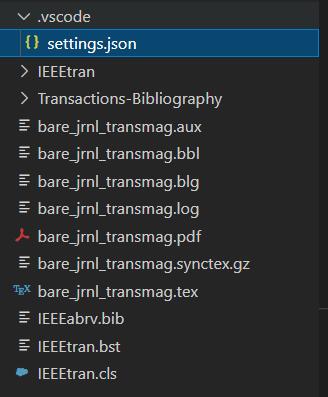 .vscode
{} settings.json
IEEEtran
Transactions-Bibliography
bare_jrnl_transmag.aux
bare_jrnl_transmag.bbl
bare_jrnl_transmag.blg
bare_jrnl_transmag.log
bare_jrnl_transmag.pdf
bare_jrnl_transmag.synctex.gz
TEX bare_jrnl_transmag.tex
IEEEabrv.bib
IEEEtran.bst
IEEEtran.cls